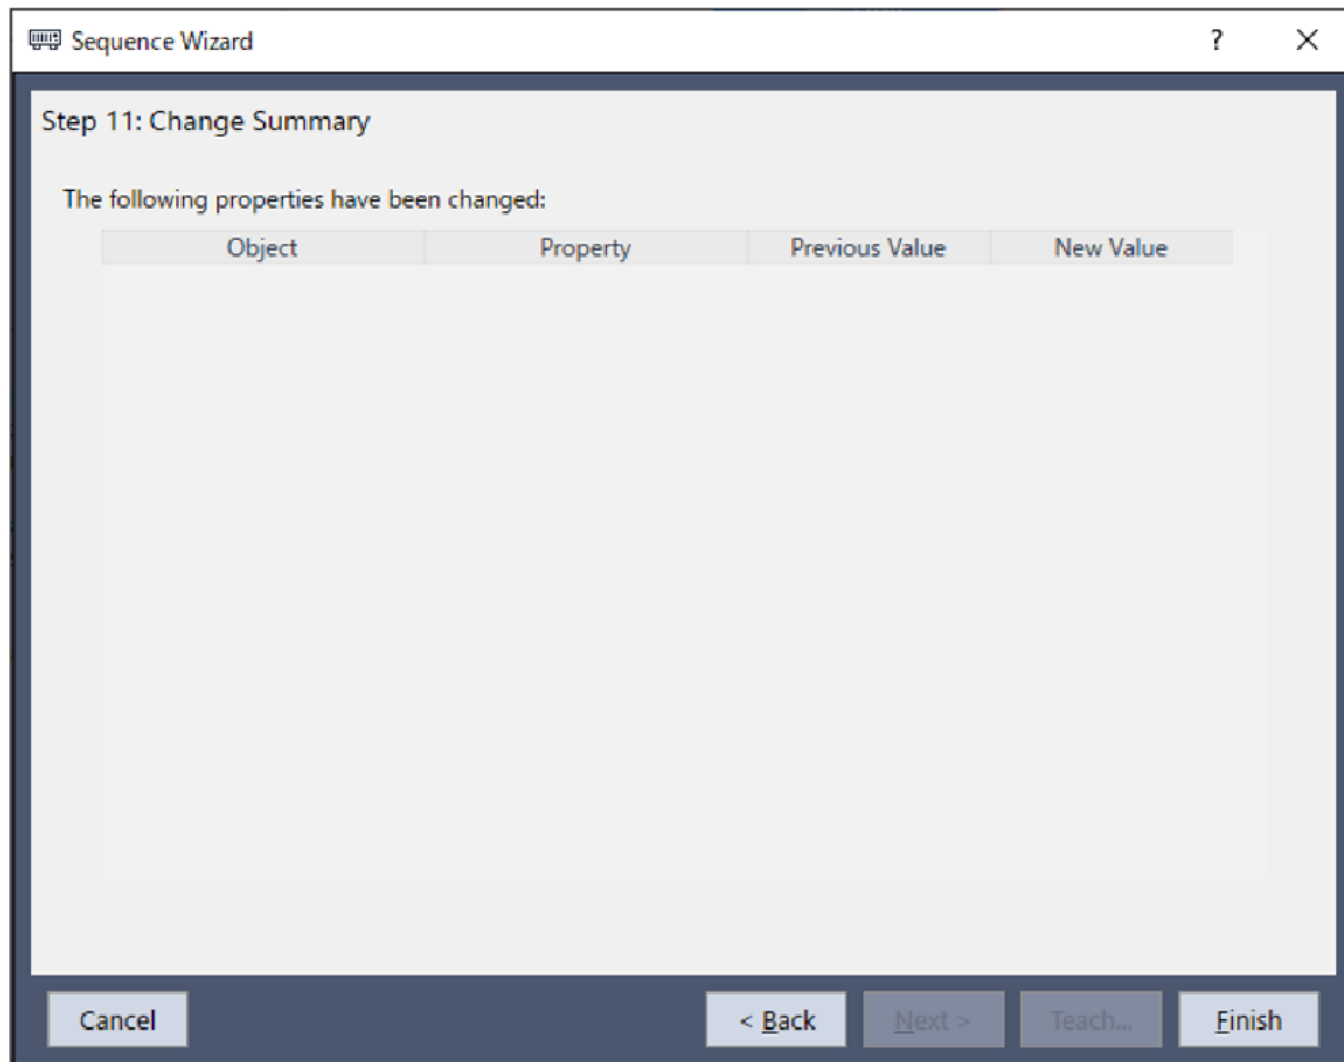 Sequence Wizard
?
Step 11: Change Summary
The following properties have been changed:
Object Property Previous Value New Value
Cancel < Back Next > Teach... Finish